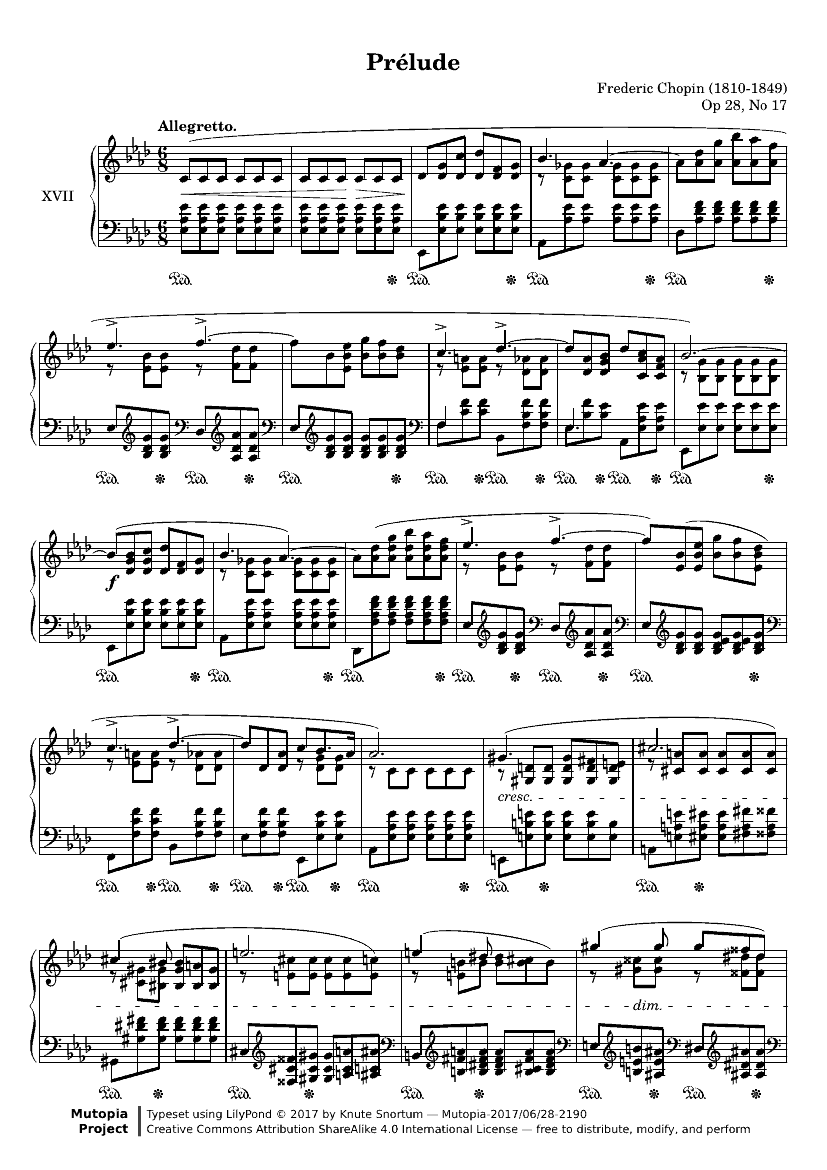 Prélude
Frederic Chopin (1810-1849)
Op 28, No 17
Allegretto.
XVII
f
cresc.
dim.
Mutopia Project
Typeset using LilyPond © 2017 by Knute Snortum — Mutopia-2017/06/28-2190
Creative Commons Attribution ShareAlike 4.0 International License — free to distribute, modify, and perform